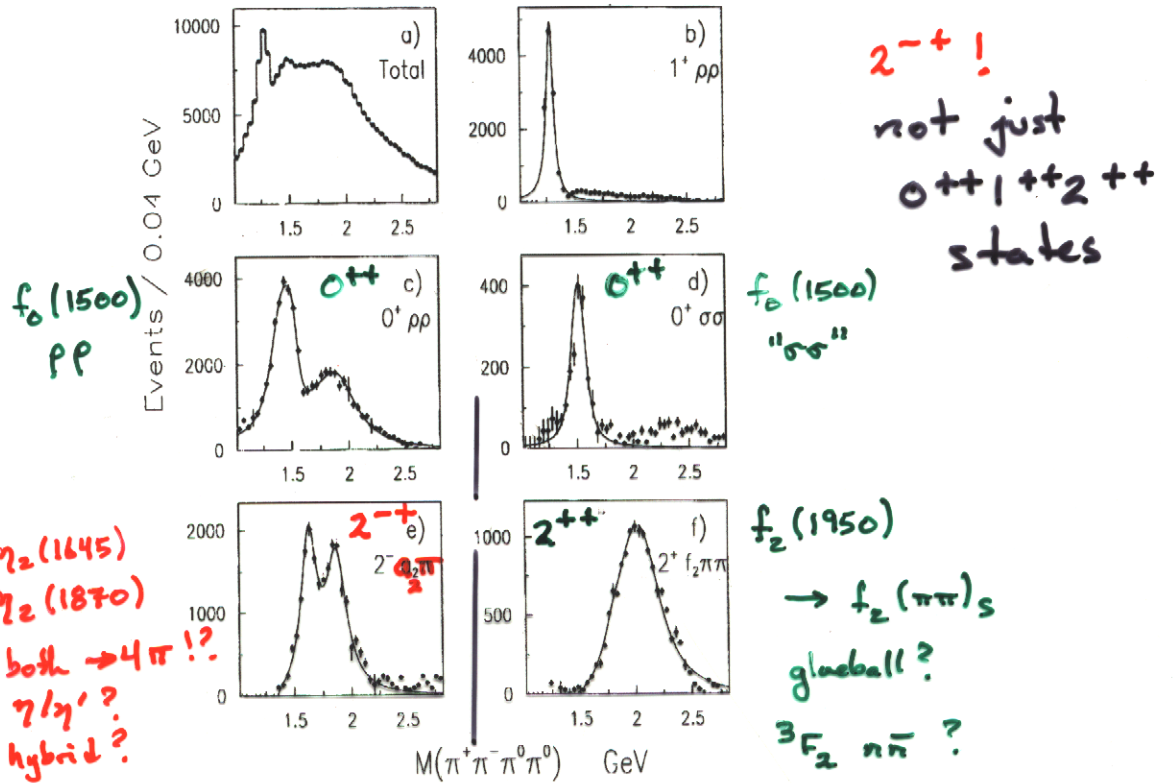 a)
Total
b)
1⁺ ρρ
10000
7500
5000
2500
0
1.5 2 2.5
4000
2000
0
1.5 2 2.5
Events / 0.04 GeV
2⁻⁺ !
not just
0⁺⁺1⁺⁺2⁺⁺
states
f₀ (1500)
ρρ
0⁺⁺
c)
0⁺ ρρ
4000
2000
0
1.5 2 2.5
0⁺⁺
d)
0⁺ σσ
400
200
0
1.5 2 2.5
f₀ (1500)
"σσ"
η₂ (1645)
η₂ (1870)
both → 4π !?
η/η' ?
hybrid ?
2⁻⁺
e)
2⁻ a₂π
2000
1000
0
1.5 2 2.5
2⁺⁺
f)
2⁺ f₂ππ
1000
500
0
1.5 2 2.5
f₂ (1950)
→ f₂ (ππ)s
glueball ?
³F₂ nn̄ ?
M(π⁺π⁻π⁰π⁰) GeV